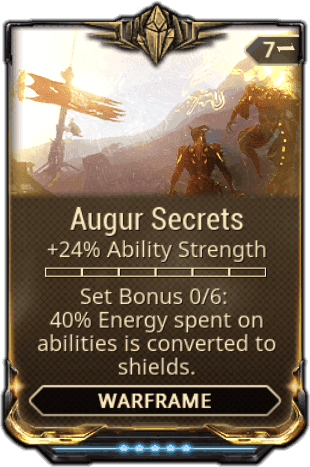 7
Augur Secrets
+24% Ability Strength
Set Bonus 0/6:
40% Energy spent on
abilities is converted to
shields.
WARFRAME